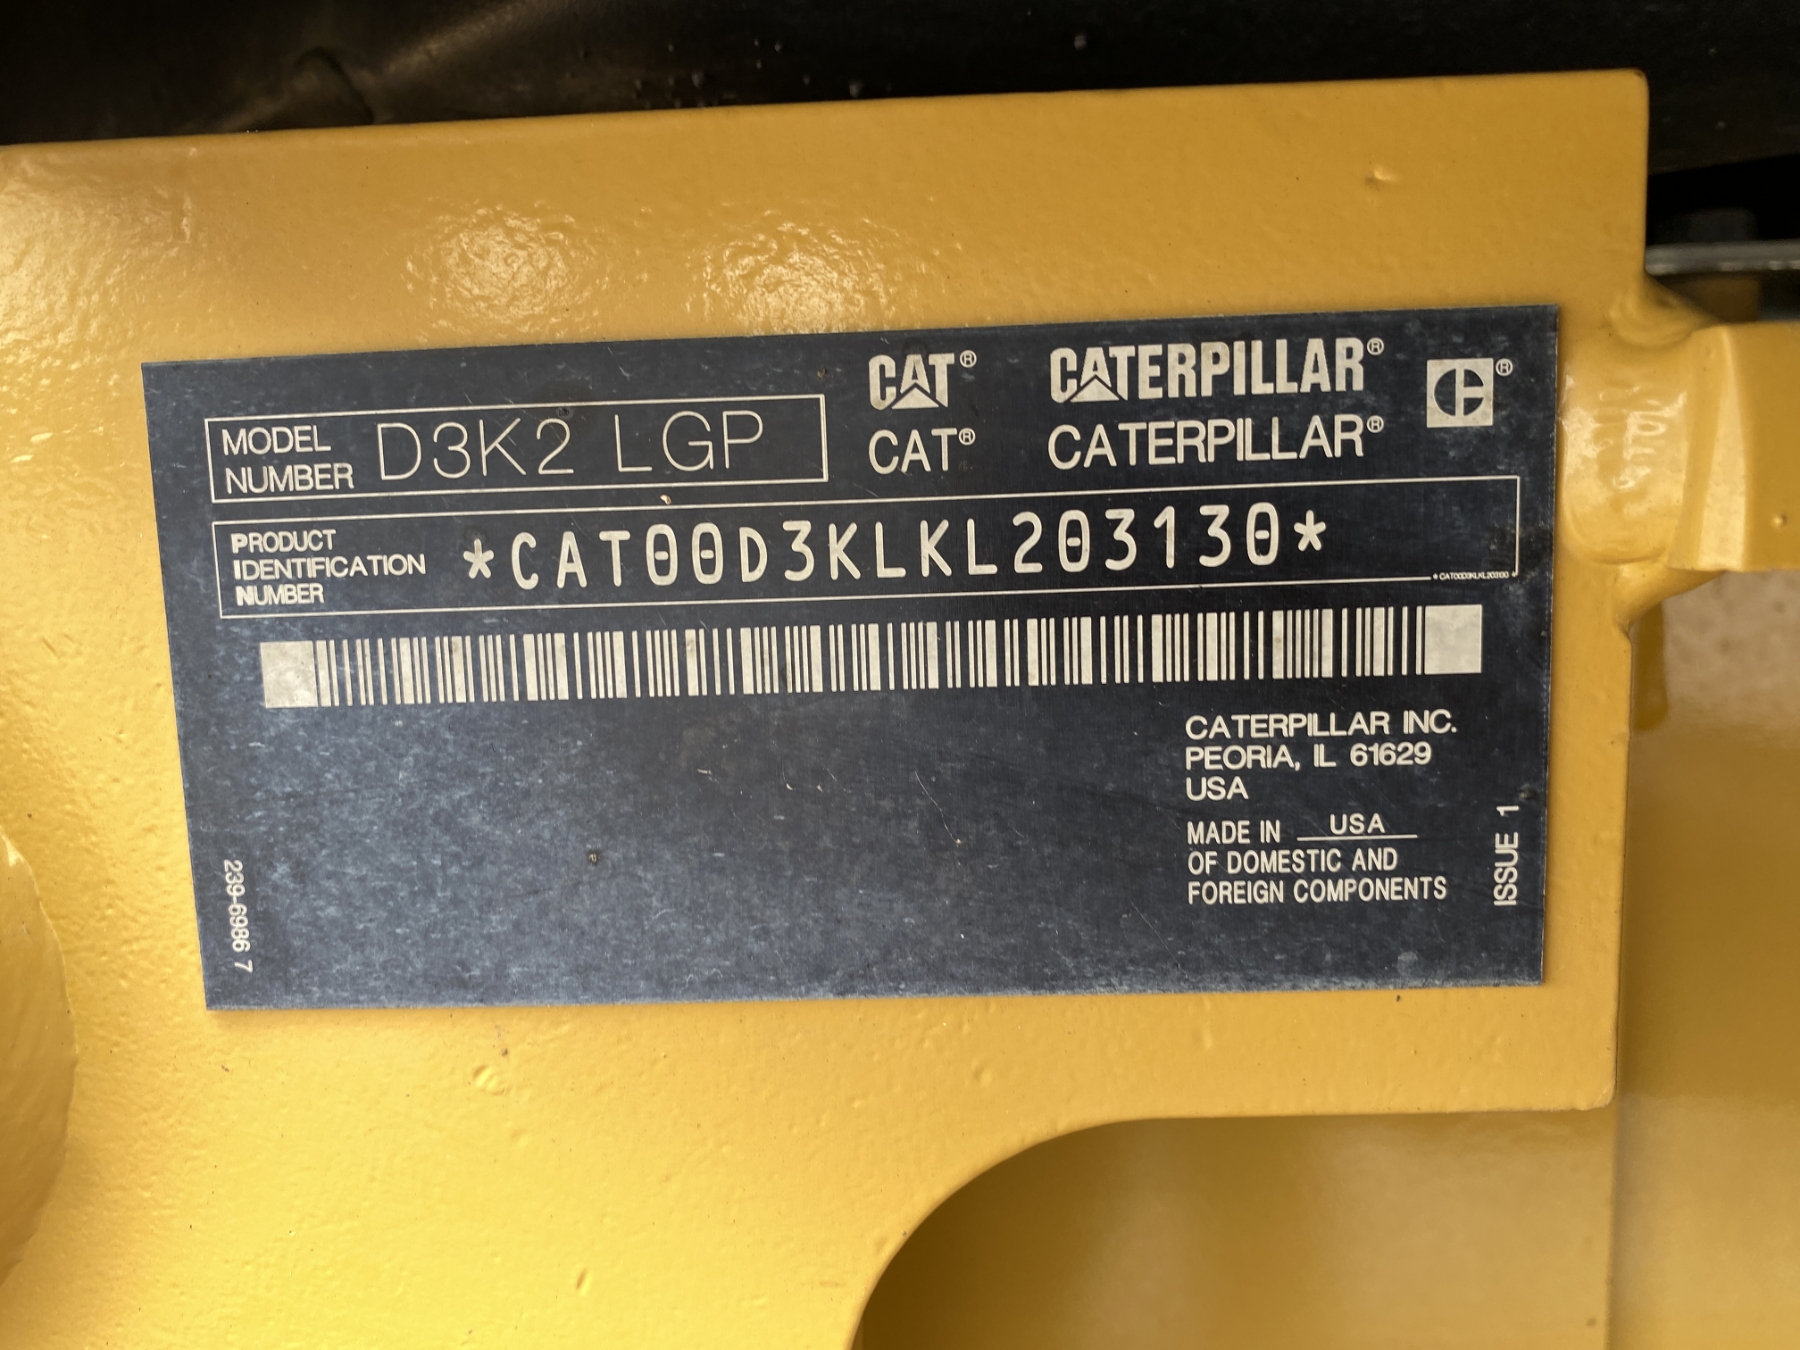 CAT® CATERPILLAR®
CAT® CATERPILLAR®
MODEL
NUMBER D3K2 LGP
PRODUCT
IDENTIFICATION
NUMBER
*CAT00D3KLKL203130*
*CAT00D3KLKL203130*
CATERPILLAR INC.
PEORIA, IL 61629
USA
MADE IN USA
OF DOMESTIC AND
FOREIGN COMPONENTS
ISSUE 1
239-6986 7